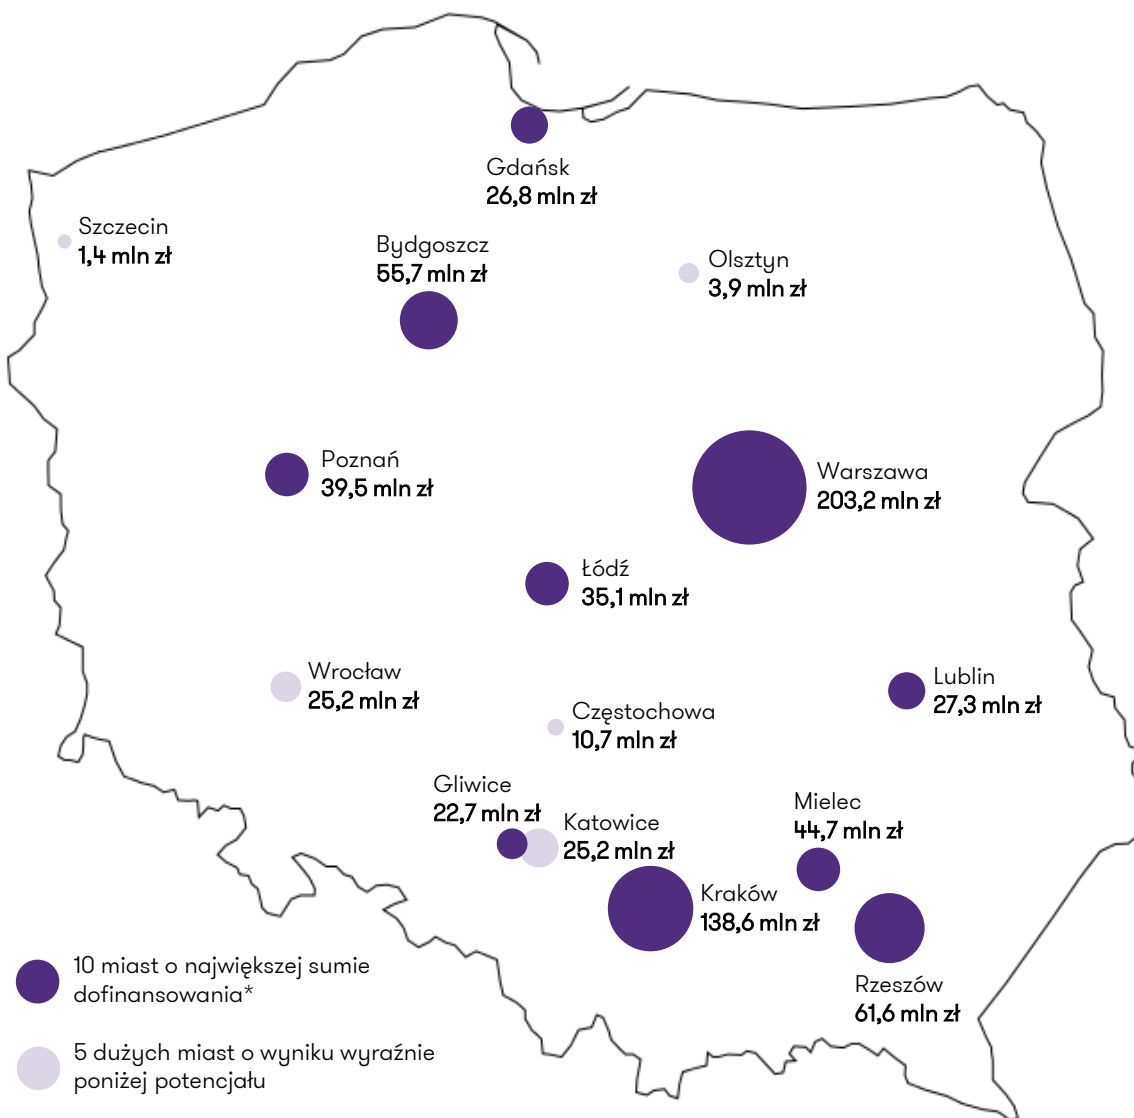 Gdańsk
26,8 mln zł
Szczecin
1,4 mln zł
Bydgoszcz
55,7 mln zł
Olsztyn
3,9 mln zł
Poznań
39,5 mln zł
Warszawa
203,2 mln zł
Łódź
35,1 mln zł
Wrocław
25,2 mln zł
Lublin
27,3 mln zł
Częstochowa
10,7 mln zł
Gliwice
22,7 mln zł
Katowice
25,2 mln zł
Mielec
44,7 mln zł
Kraków
138,6 mln zł
Rzeszów
61,6 mln zł
10 miast o największej sumie
dofinansowania*
5 dużych miast o wyniku wyraźnie
poniżej potencjału